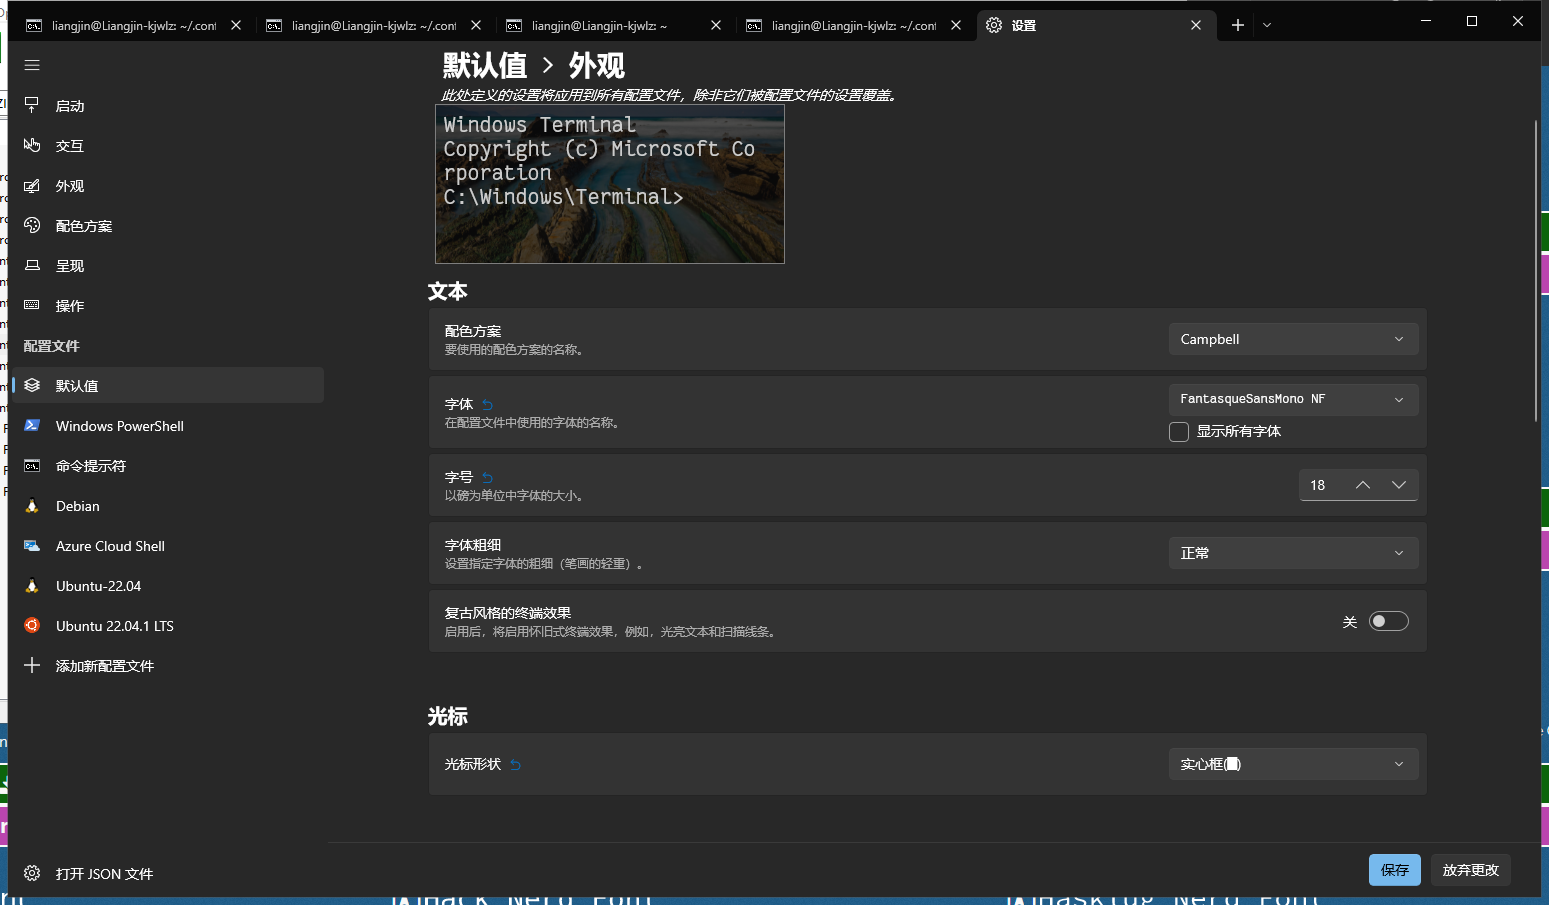 liangjin@Liangjin-kjwlz: ~/.conf
liangjin@Liangjin-kjwlz: ~/.conf
liangjin@Liangjin-kjwlz: ~
liangjin@Liangjin-kjwlz: ~/.conf
设置
启动
交互
外观
配色方案
呈现
操作
配置文件
默认值
Windows PowerShell
命令提示符
Debian
Azure Cloud Shell
Ubuntu-22.04
Ubuntu 22.04.1 LTS
添加新配置文件
打开 JSON 文件
默认值 > 外观
此处定义的设置将应用到所有配置文件，除非它们被配置文件的设置覆盖。
Windows Terminal
Copyright (c) Microsoft Co
rporation
C:\Windows\Terminal>
文本
配色方案
要使用的配色方案的名称。
Campbell
字体
在配置文件中使用的字体的名称。
FantasqueSansMono NF
显示所有字体
字号
以磅为单位中字体的大小。
18
字体粗细
设置指定字体的粗细（笔画的轻重）。
正常
复古风格的终端效果
启用后，将启用怀旧式终端效果，例如，光亮文本和扫描线条。
关
光标
光标形状
实心框(█)
保存
放弃更改
Hack Nerd Font
Hasklug Nerd Font